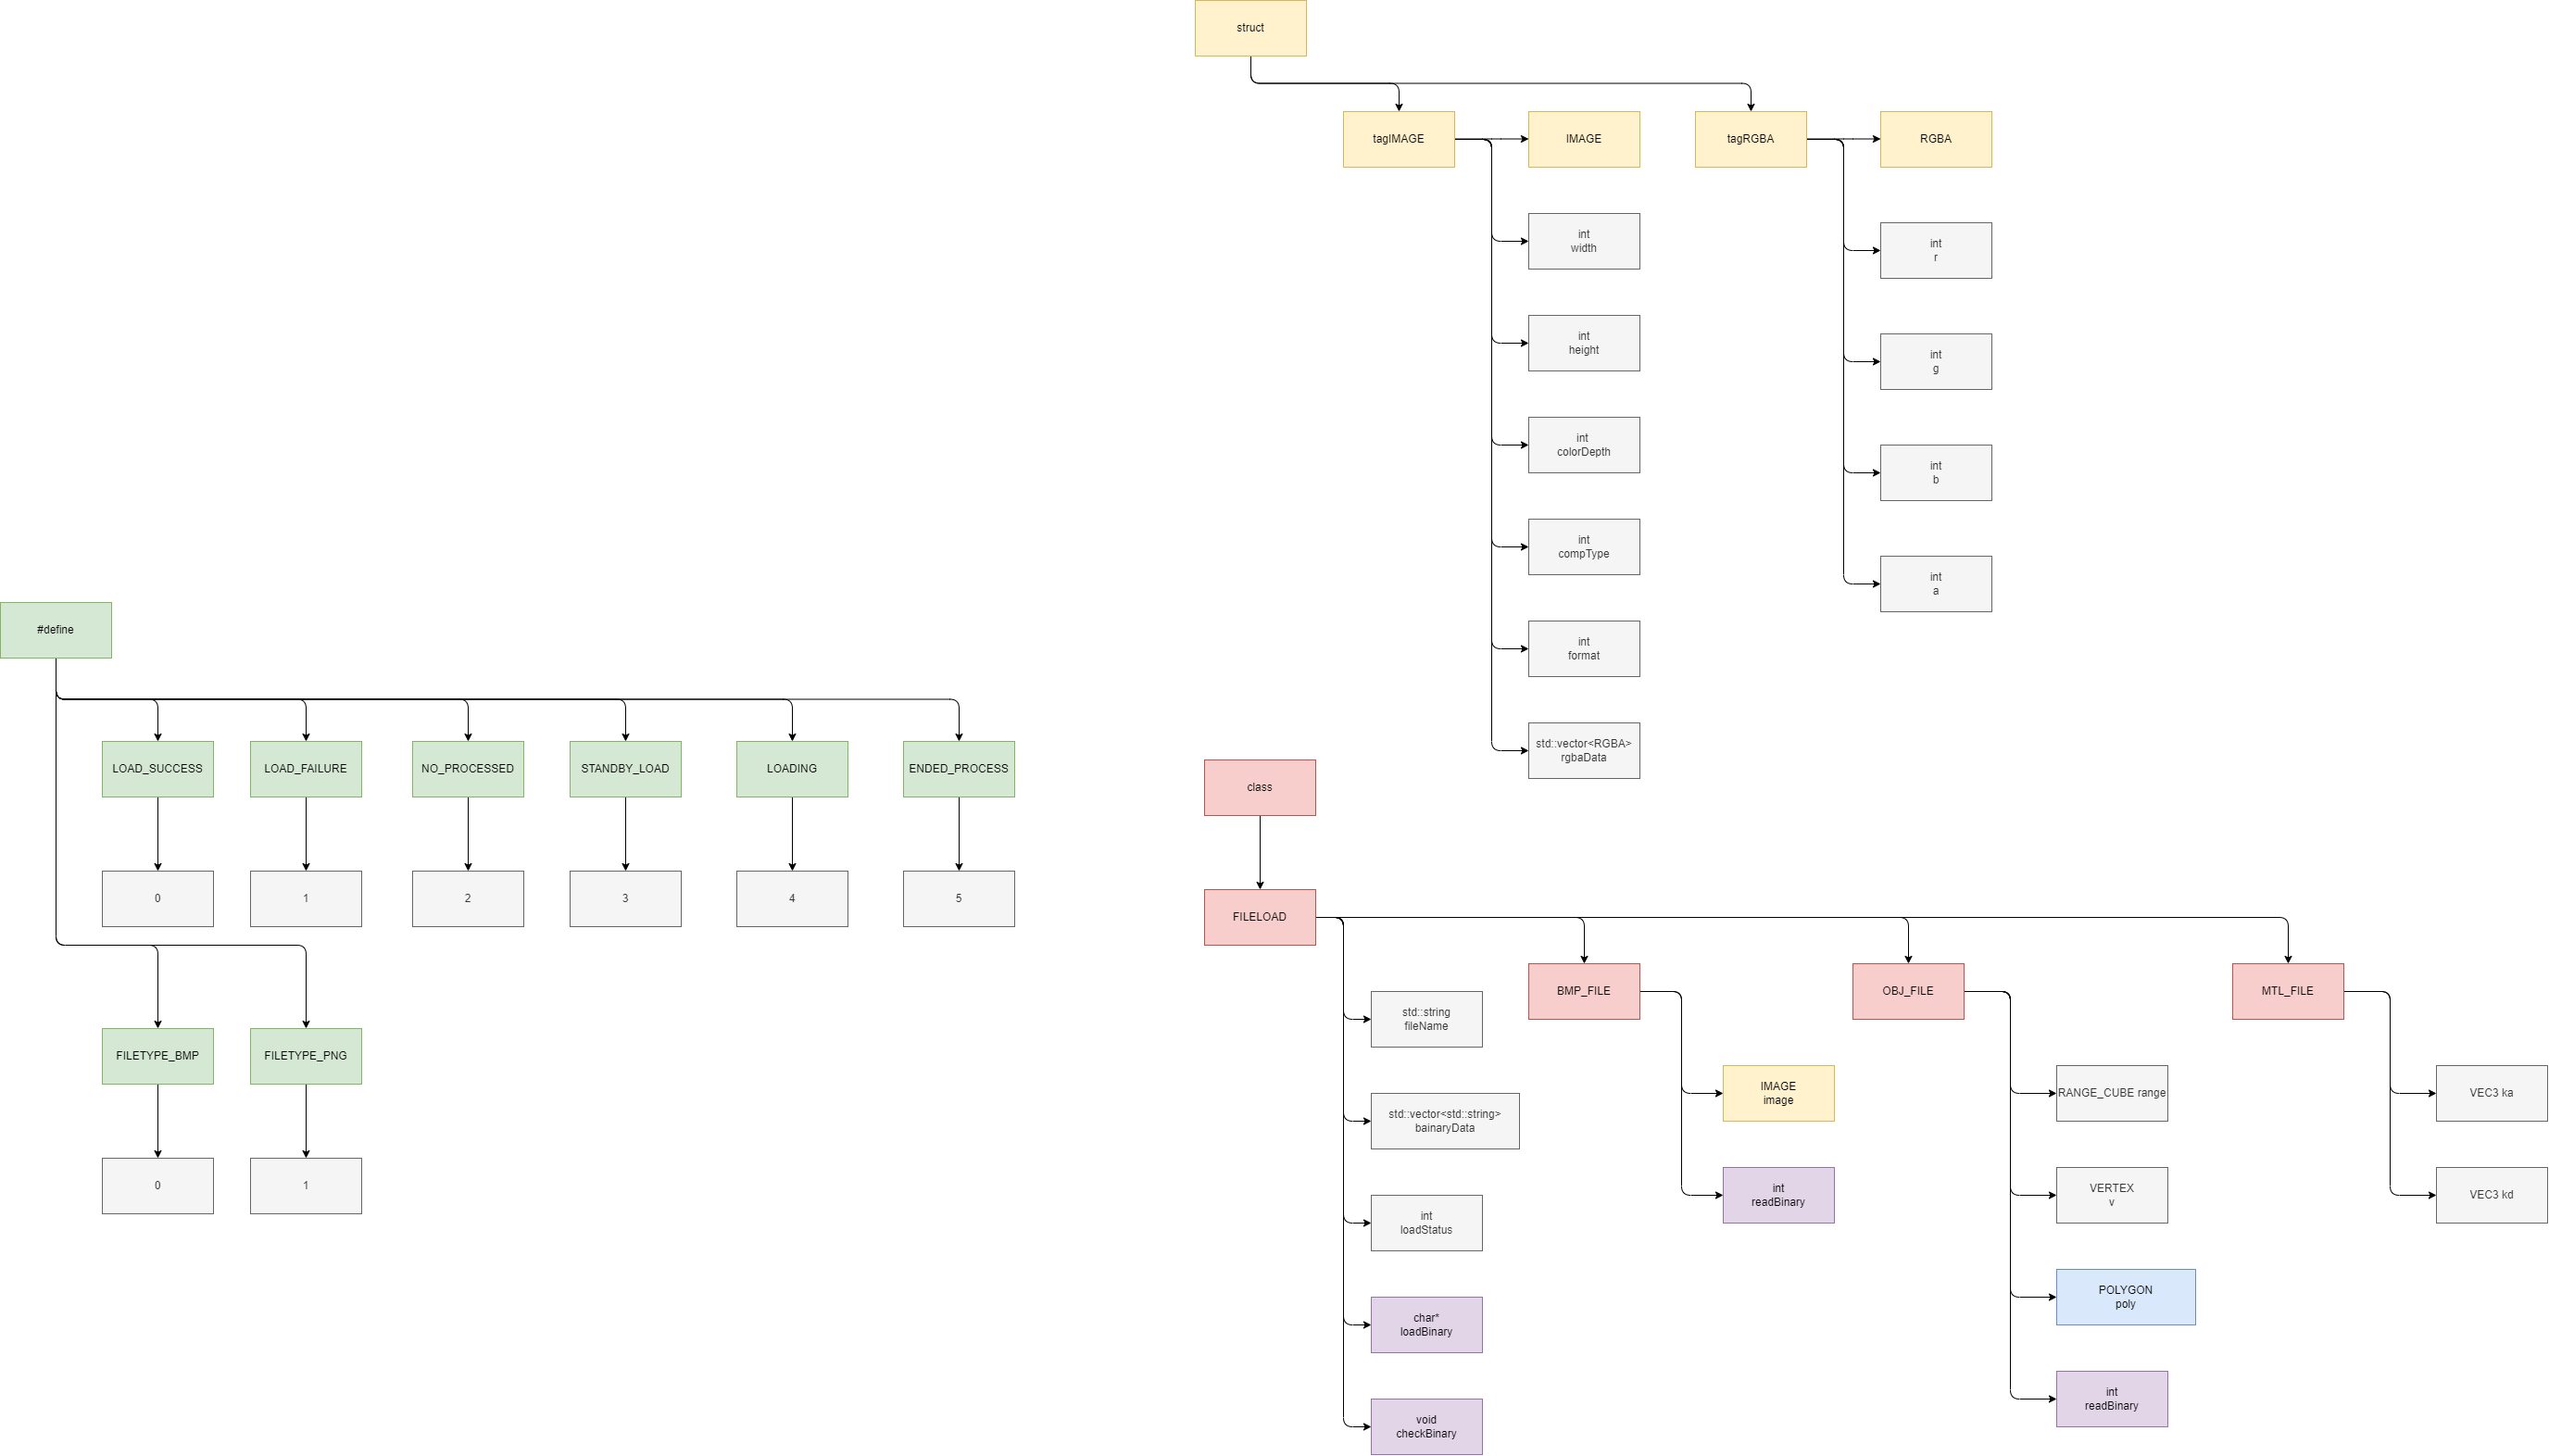 struct
tagIMAGE
IMAGE
tagRGBA
RGBA
int
width
int
r
int
height
int
g
int
colorDepth
int
b
int
compType
int
a
int
format
std::vector<RGBA>
rgbaData
#define
LOAD_SUCCESS
LOAD_FAILURE
NO_PROCESSED
STANDBY_LOAD
LOADING
ENDED_PROCESS
0
1
2
3
4
5
FILETYPE_BMP
FILETYPE_PNG
0
1
class
FILELOAD
BMP_FILE
OBJ_FILE
MTL_FILE
std::string
fileName
std::vector<std::string>
bainaryData
int
loadStatus
char*
loadBinary
void
checkBinary
IMAGE
image
int
readBinary
RANGE_CUBE range
VERTEX
v
POLYGON
poly
int
readBinary
VEC3 ka
VEC3 kd